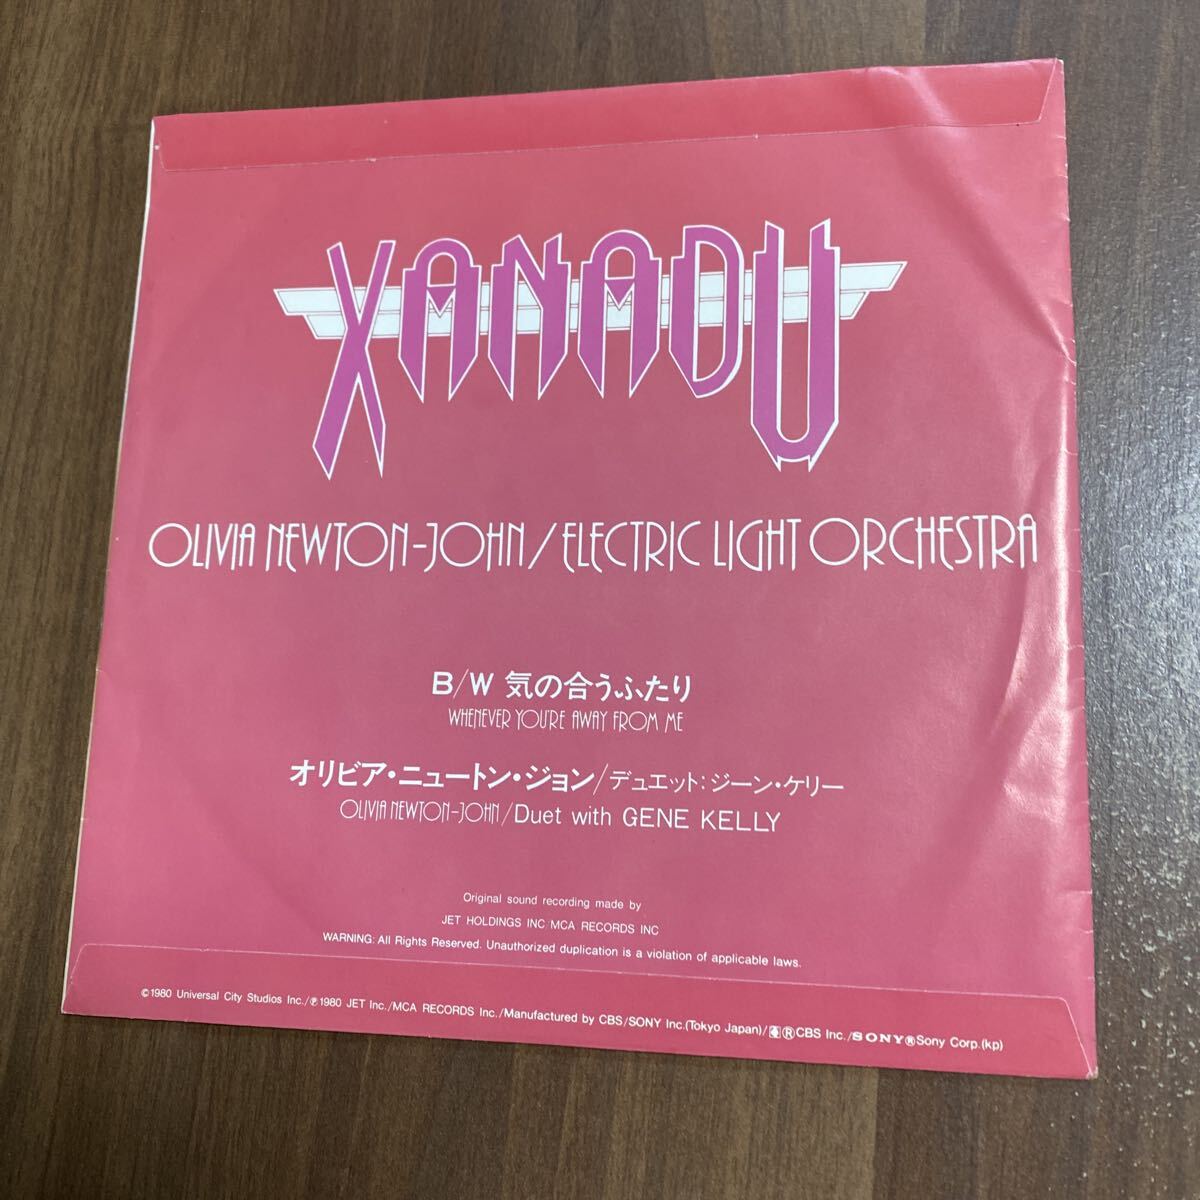 XANADU
OLIVIA NEWTON-JOHN/ELECTRIC LIGHT ORCHESTRA
B/W 気の合うふたり
WHENEVER YOU'RE AWAY FROM ME
オリビア・ニュートン・ジョン/デュエット:ジーン・ケリー
OLIVIA NEWTON-JOHN/Duet with GENE KELLY
Original sound recording made by
JET HOLDINGS INC/MCA RECORDS INC
WARNING: All Rights Reserved. Unauthorized duplication is a violation of applicable laws.
©1980 Universal City Studios Inc./℗1980 JET Inc./MCA RECORDS Inc./Manufactured by CBS/SONY Inc.(Tokyo Japan)/®CBS Inc./SONY®Sony Corp.(kp)